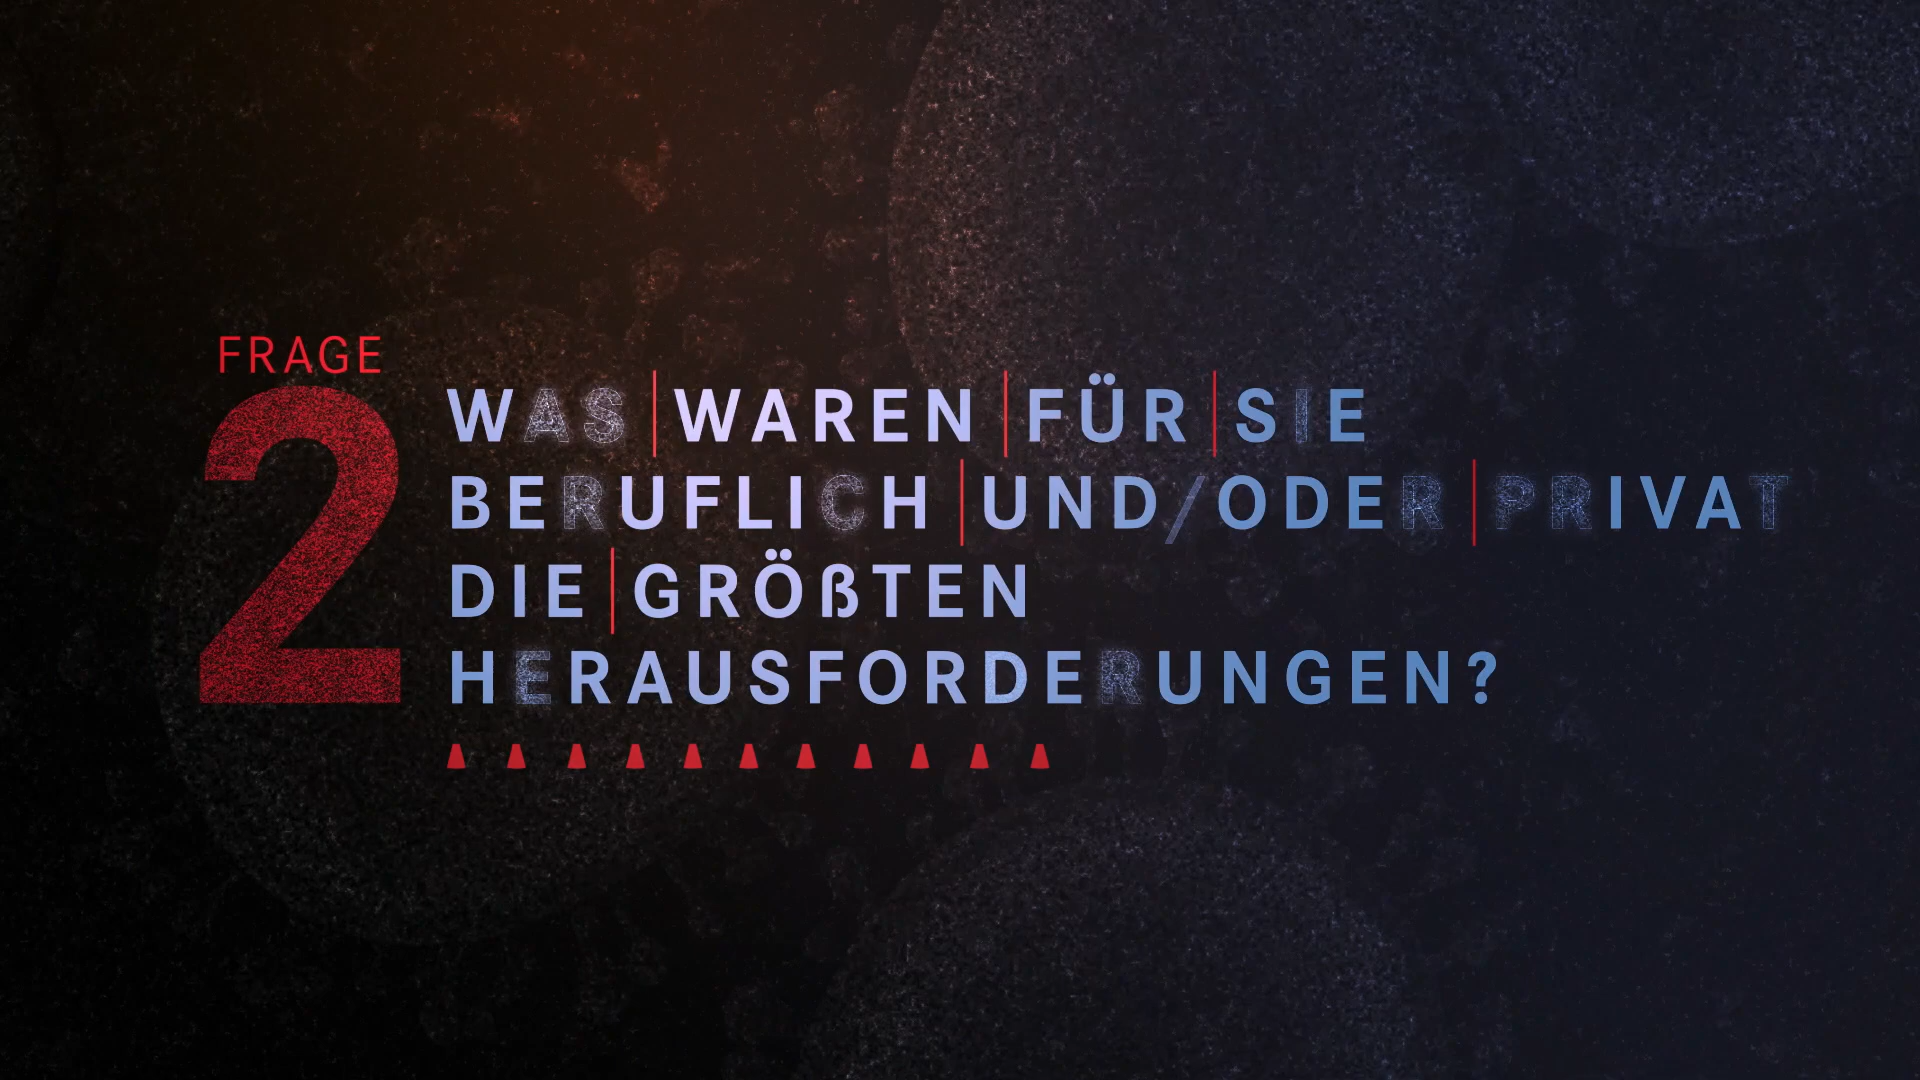 FRAGE
2
WAS WAREN FÜR SIE
BERUFLICH UND/ODER PRIVAT
DIE GRÖßTEN
HERAUSFORDERUNGEN?